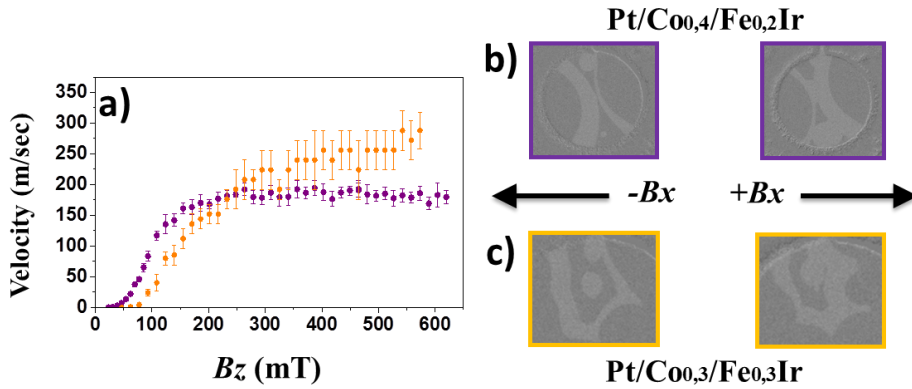 Pt/Co0,4/Fe0,2Ir
a)
b)
350
300
250
200
150
100
50
0
Velocity (m/sec)
0 100 200 300 400 500 600
Bz (mT)
-Bx +Bx
c)
Pt/Co0,3/Fe0,3Ir